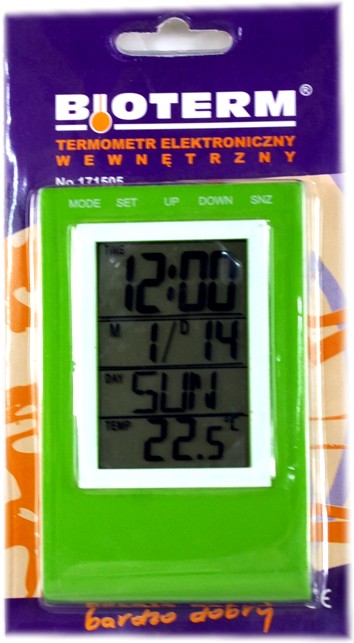 BIOTERM®
TERMOMETR ELEKTRONICZNY
WEWNĘTRZNY
No 171505
MODE SET UP DOWN SNZ
TIME
12:00
M 1/D 14
DAY SUN
TEMP 22.5°C
CE
bardzo dobry